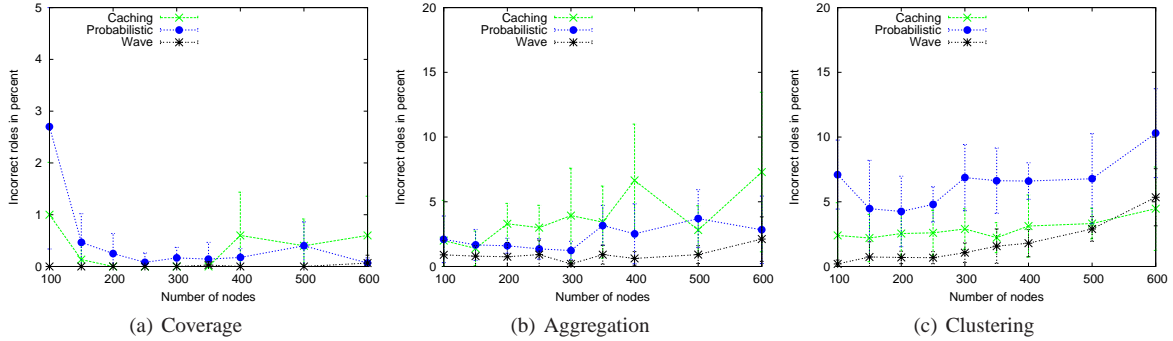 Incorrect roles in percent
5
4
3
2
1
0
Caching
Probabilistic
Wave
100 200 300 400 500 600
Number of nodes
(a) Coverage
Incorrect roles in percent
20
15
10
5
0
Caching
Probabilistic
Wave
100 200 300 400 500 600
Number of nodes
(b) Aggregation
Incorrect roles in percent
20
15
10
5
0
Caching
Probabilistic
Wave
100 200 300 400 500 600
Number of nodes
(c) Clustering